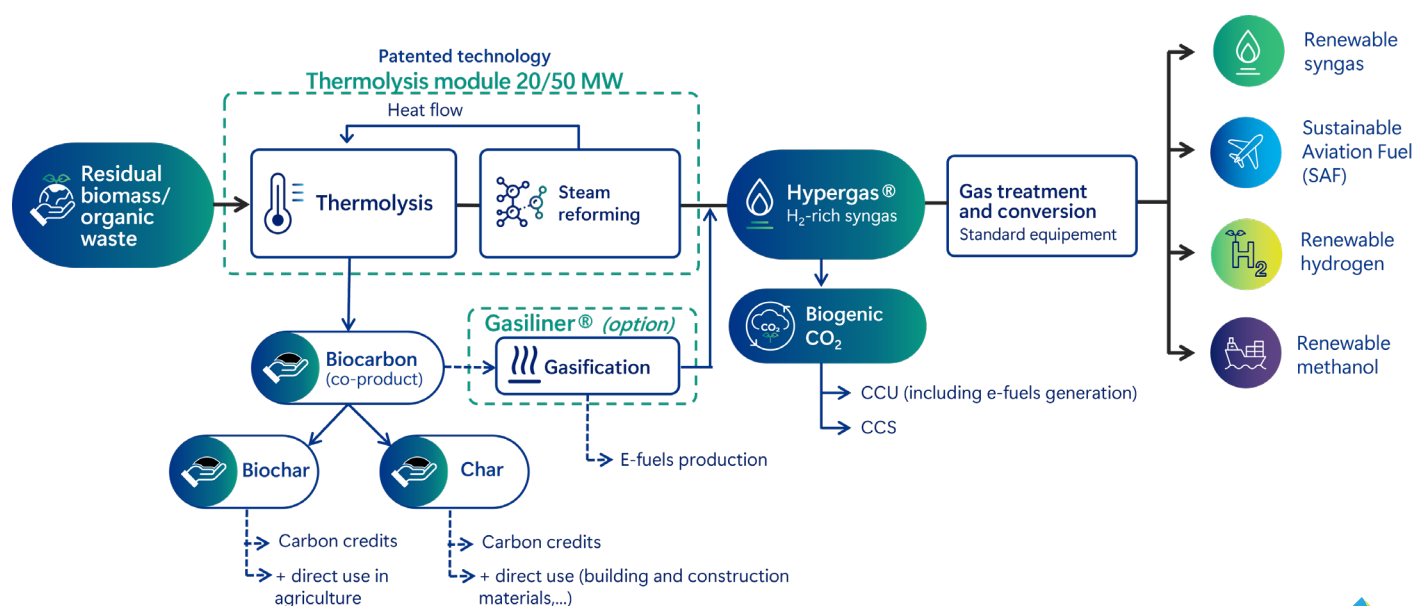 Patented technology
Thermolysis module 20/50 MW
Heat flow
Residual
biomass/
organic
waste
Thermolysis
Steam
reforming
Hypergas®
H₂-rich syngas
Gas treatment
and conversion
Standard equipement
Renewable
syngas
Sustainable
Aviation Fuel
(SAF)
H₂
Renewable
hydrogen
Renewable
methanol
Gasiliner® (option)
Gasification
Biocarbon
(co-product)
CO₂
Biogenic
CO₂
CCU (including e-fuels generation)
CCS
E-fuels production
Biochar
Char
Carbon credits
+ direct use in
agriculture
Carbon credits
+ direct use (building and construction
materials,...)